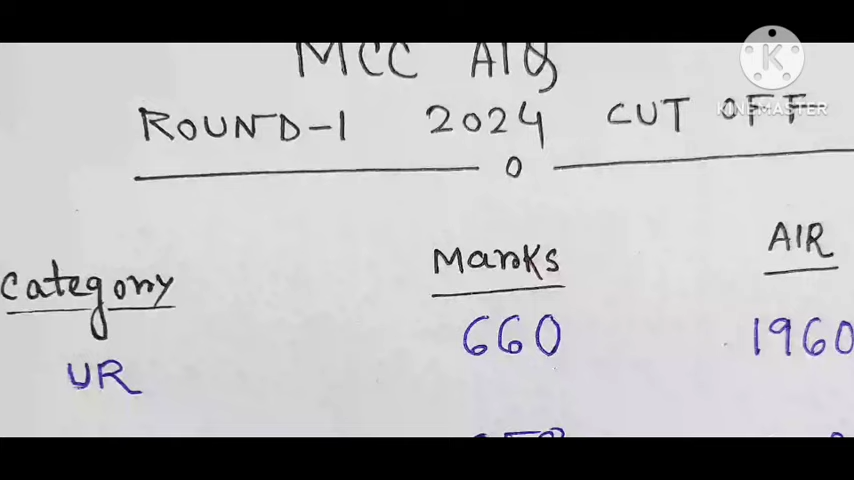 MCC AIQ
ROUND-1 2024 CUT OFF
KINEMASTER
Category Marks AIR
UR 660 1960